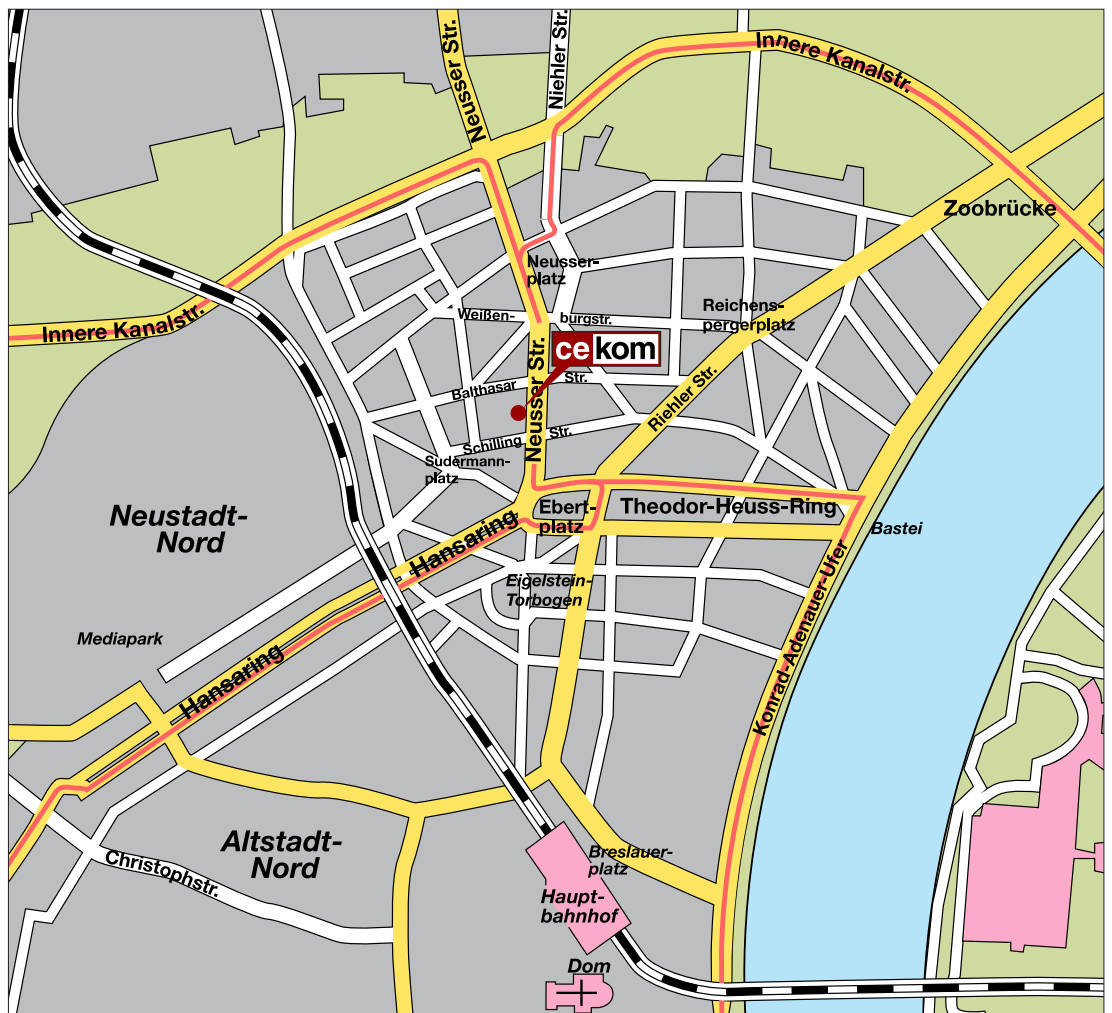 Neusser Str.
Niehler Str.
Innere Kanalstr.
Zoobrücke
Neusser-
platz
Reichens-
pergerplatz
Innere Kanalstr.
Weißen-
burgstr.
cekom
Neusser Str.
Balthasar
Str.
Riehler Str.
Schilling
Str.
Sudermann-
platz
Neustadt-
Nord
Ebert-
platz
Theodor-Heuss-Ring
Bastei
Hansaring
Eigelstein-
Torbogen
Konrad-Adenauer-Ufer
Mediapark
Hansaring
Altstadt-
Nord
Christophstr.
Breslauer-
platz
Haupt-
bahnhof
Dom